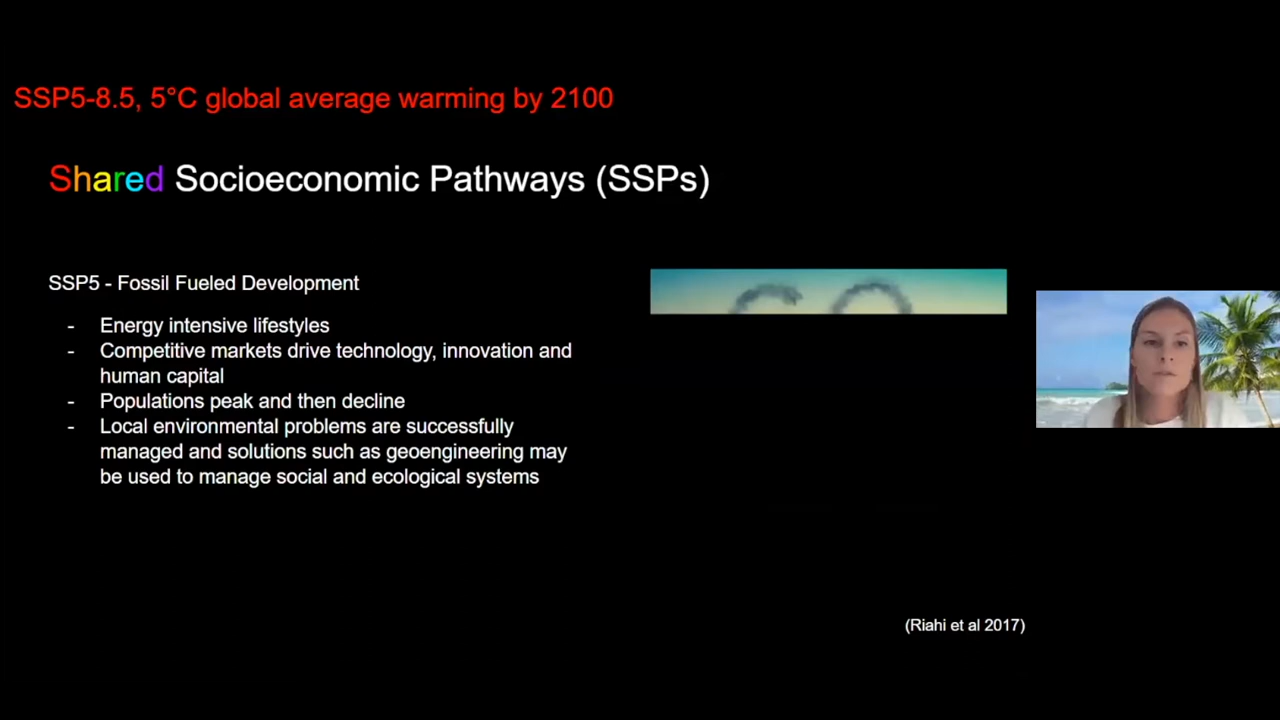 SSP5-8.5, 5°C global average warming by 2100
Shared Socioeconomic Pathways (SSPs)
SSP5 - Fossil Fueled Development
- Energy intensive lifestyles
- Competitive markets drive technology, innovation and
human capital
- Populations peak and then decline
- Local environmental problems are successfully
managed and solutions such as geoengineering may
be used to manage social and ecological systems
(Riahi et al 2017)